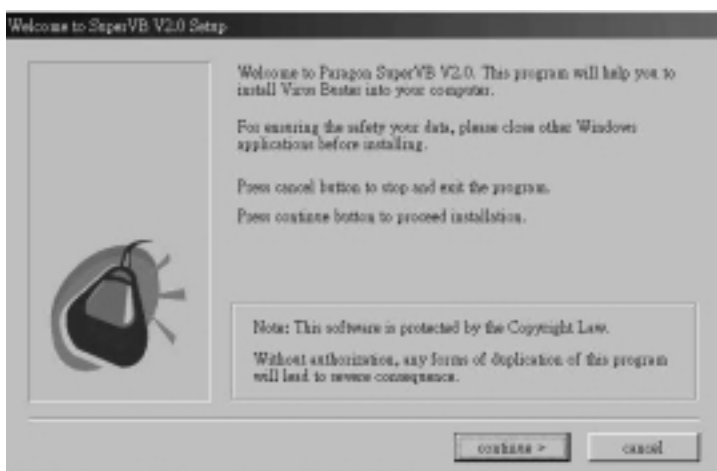 Welcome to SuperVB V2.0 Setup
Welcome to Paragon SuperVB V2.0. This program will help you to
install Virus Buster into your computer.
For ensuring the safety your data, please close other Windows
applications before installing.
Press cancel button to stop and exit the program.
Press continue button to proceed installation.
Note: This software is protected by the Copyright Law.
Without authorization, any forms of duplication of this program
will lead to severe consequence.
continue >
cancel